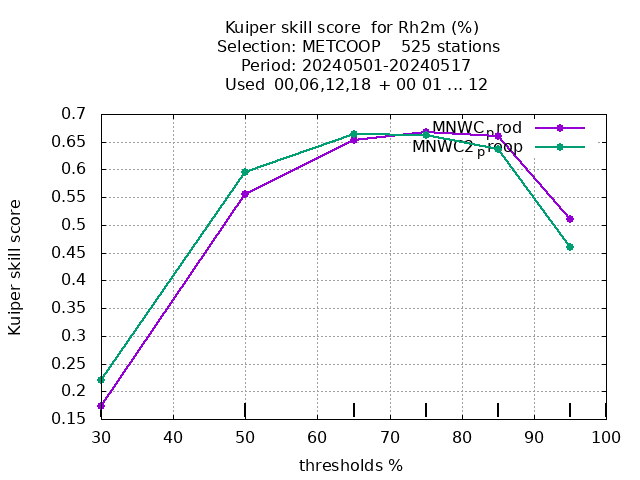 Kuiper skill score  for Rh2m (%)
Selection: METCOOP    525 stations
Period: 20240501-20240517
Used  00,06,12,18 + 00 01 ... 12
0.7
0.65
0.6
0.55
0.5
0.45
0.4
0.35
0.3
0.25
0.2
0.15
Kuiper skill score
MNWC_prod
MNWC2_proop
30 40 50 60 70 80 90 100
thresholds %